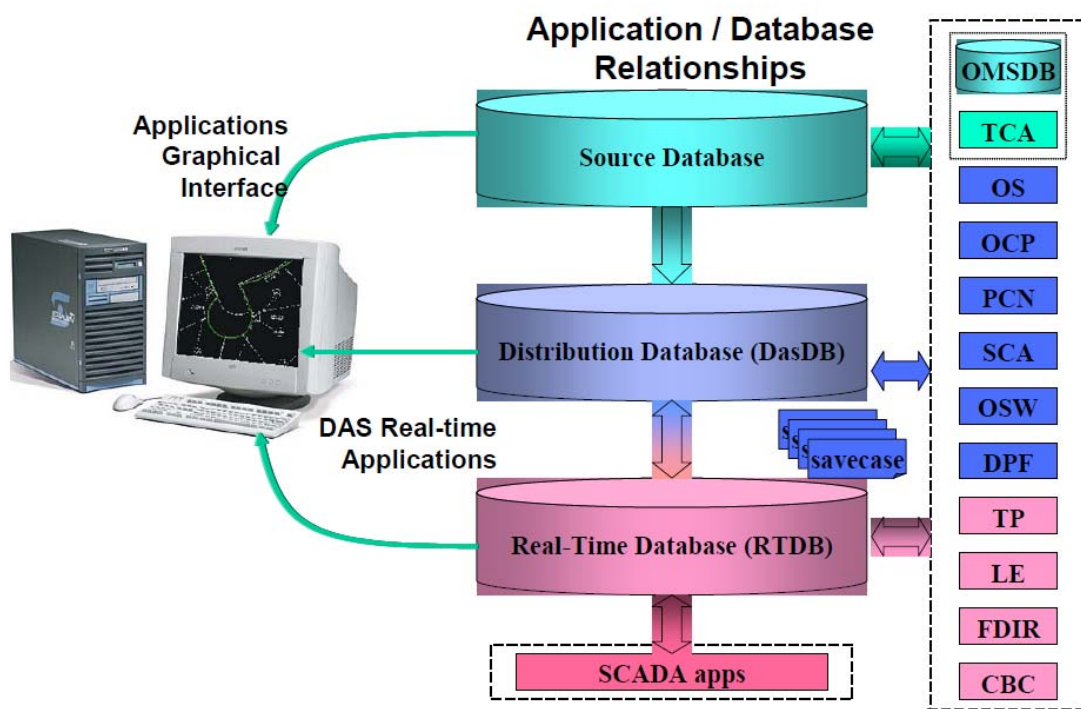 Application / Database
Relationships
Applications
Graphical
Interface
Source Database
Distribution Database (DasDB)
DAS Real-time
Applications
savecase
Real-Time Database (RTDB)
SCADA apps
OMSDB
TCA
OS
OCP
PCN
SCA
OSW
DPF
TP
LE
FDIR
CBC